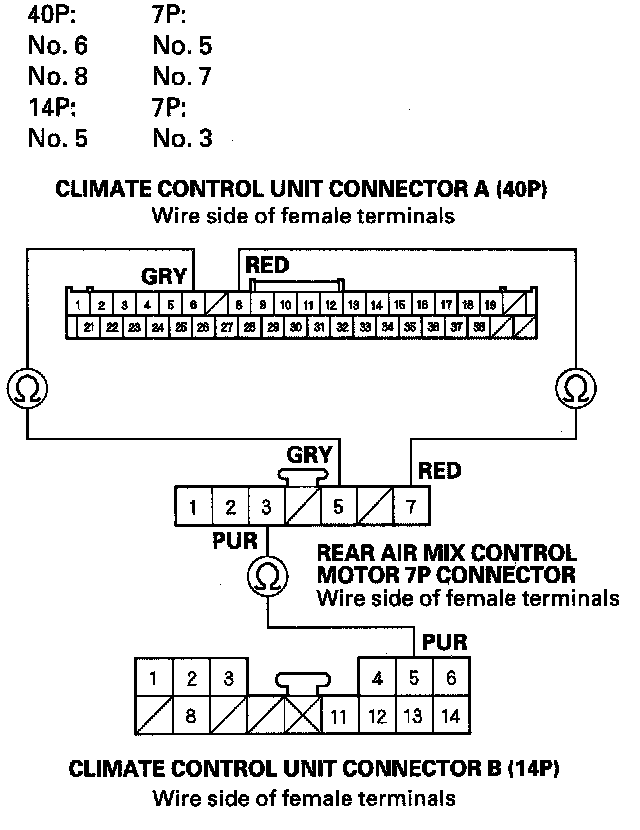 40P: 7P:
No. 6 No. 5
No. 8 No. 7
14P: 7P:
No. 5 No. 3
CLIMATE CONTROL UNIT CONNECTOR A (40P)
Wire side of female terminals
GRY RED
1 2 3 4 5 6 8 9 10 11 12 13 14 15 16 17 18 19
21 22 23 24 25 26 27 28 29 30 31 32 33 34 35 36 37 38
Ω Ω
GRY RED
1 2 3 5 7
PUR
Ω
REAR AIR MIX CONTROL
MOTOR 7P CONNECTOR
Wire side of female terminals
PUR
1 2 3 4 5 6
8 11 12 13 14
CLIMATE CONTROL UNIT CONNECTOR B (14P)
Wire side of female terminals